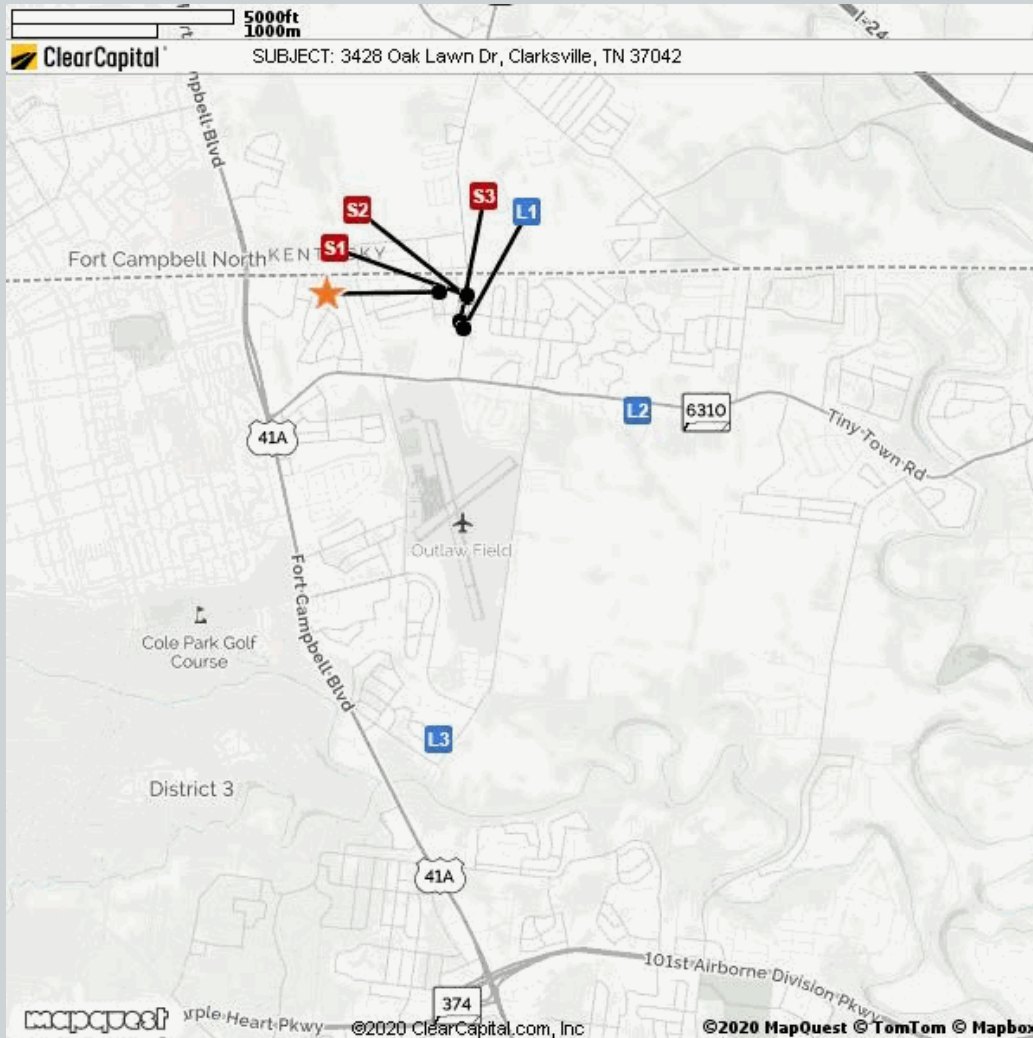 5000ft
1000m
I-24
ClearCapital
SUBJECT: 3428 Oak Lawn Dr, Clarksville, TN 37042
mpbell Blvd
S2
S3
L1
S1
Fort Campbell North
KENTUCKY
L2
6310
Tiny Town Rd
41A
Outlaw Field
Fort Campbell Blvd
Cole Park Golf
Course
L3
District 3
41A
101st Airborne Division Pkwy
374
mapquest
urple Heart Pkwy
©2020 ClearCapital.com, Inc
©2020 MapQuest © TomTom © Mapbox